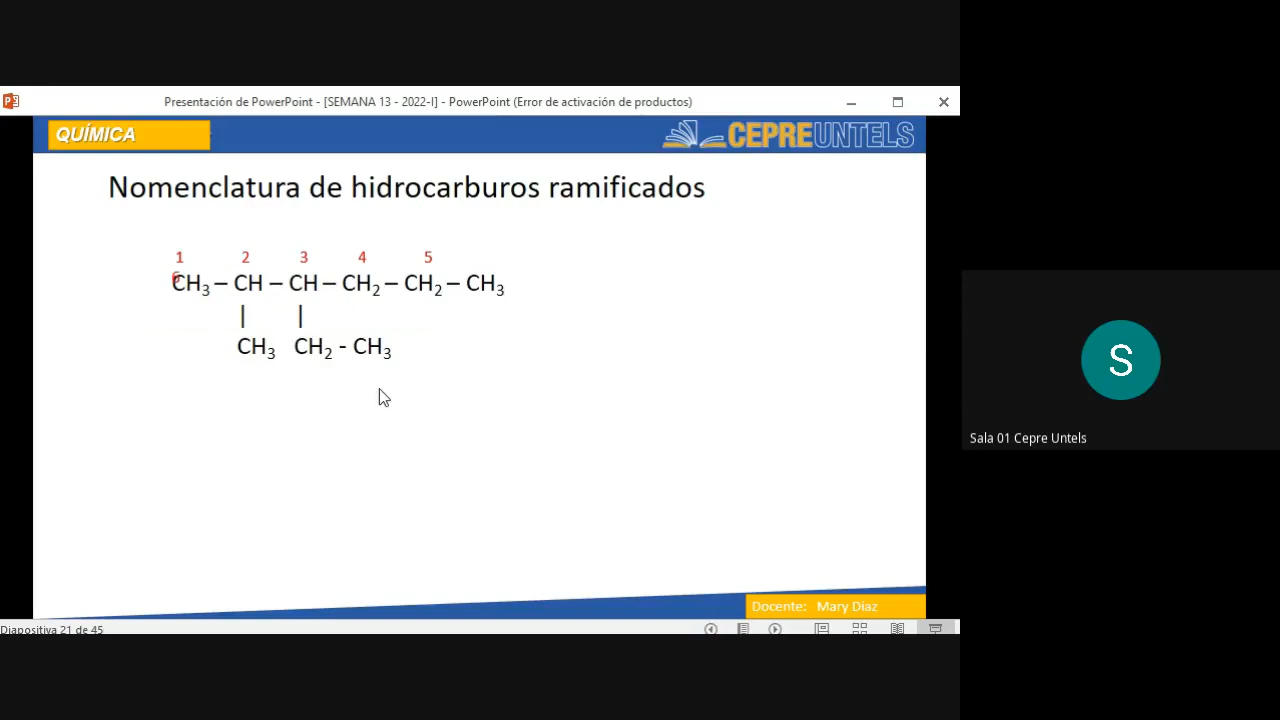 Presentación de PowerPoint - [SEMANA 13 - 2022-I] - PowerPoint (Error de activación de productos)
QUÍMICA
CEPREUNTELS
Nomenclatura de hidrocarburos ramificados
1 2 3 4 5
6
CH₃ – CH – CH – CH₂ – CH₂ – CH₃
| |
CH₃ CH₂ - CH₃
S
Sala 01 Cepre Untels
Docente: Mary Diaz
Diapositiva 21 de 45